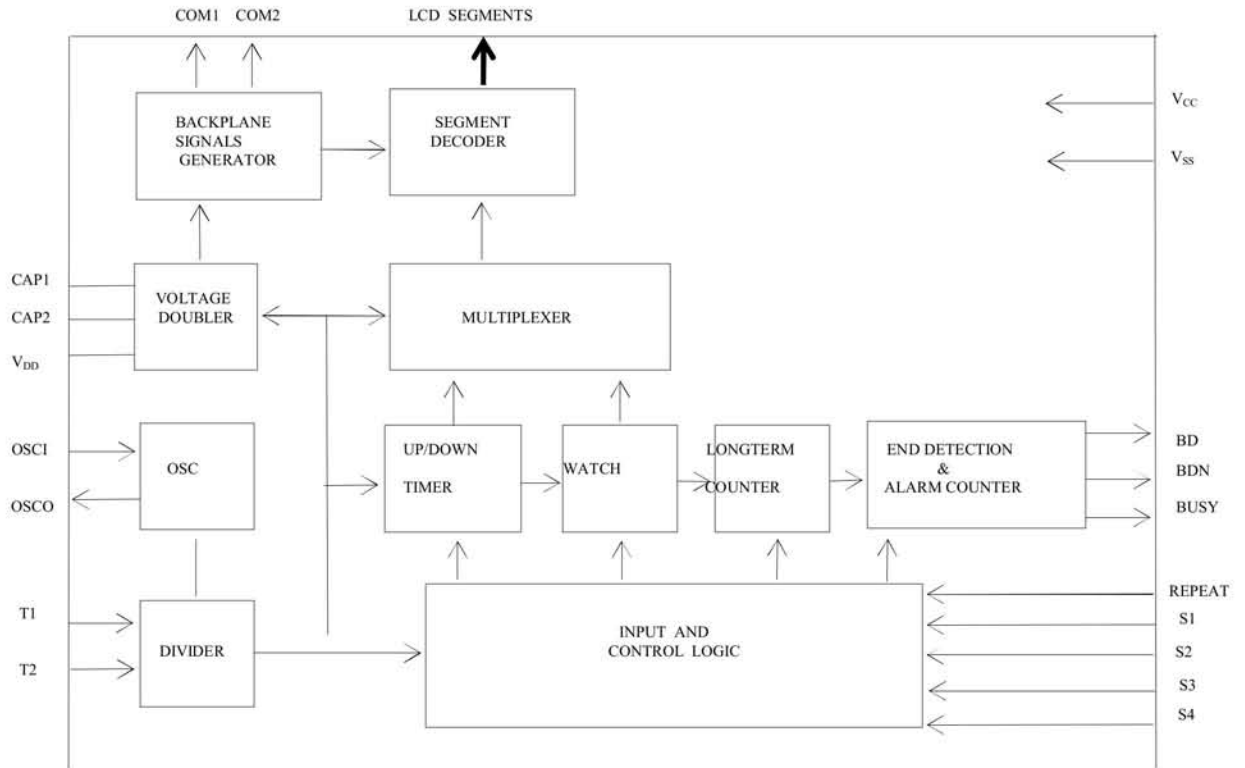 COM1 COM2 LCD SEGMENTS
BACKPLANE
SIGNALS
GENERATOR
SEGMENT
DECODER
VCC
VSS
CAP1
CAP2
VDD
VOLTAGE
DOUBLER
MULTIPLEXER
OSCI
OSCO
OSC
UP/DOWN
TIMER
WATCH
LONGTERM
COUNTER
END DETECTION
&
ALARM COUNTER
BD
BDN
BUSY
T1
T2
DIVIDER
INPUT AND
CONTROL LOGIC
REPEAT
S1
S2
S3
S4